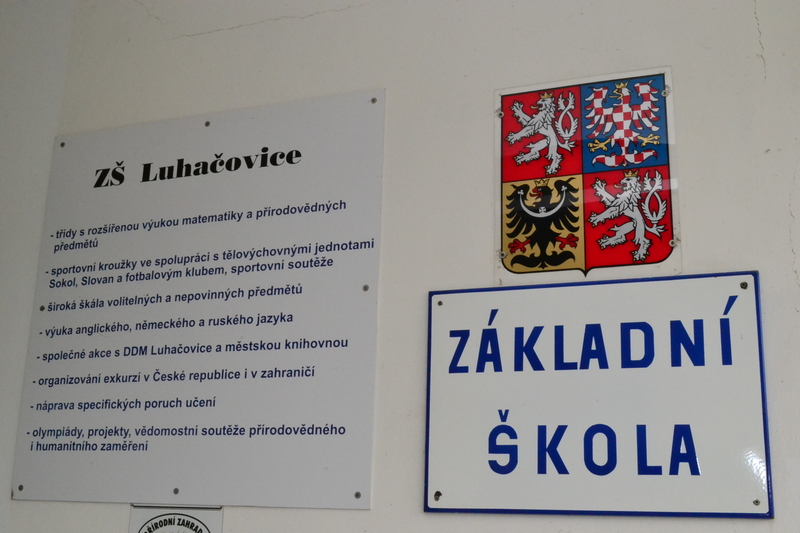 ZŠ Luhačovice
- třídy s rozšířenou výukou matematiky a přírodovědných
předmětů
- sportovní kroužky ve spolupráci s tělovýchovnými jednotami
Sokol, Slovan a fotbalovým klubem, sportovní soutěže
- široká škála volitelných a nepovinných předmětů
- výuka anglického, německého a ruského jazyka
- společné akce s DDM Luhačovice a městskou knihovnou
- organizování exkurzí v České republice i v zahraničí
- náprava specifických poruch učení
- olympiády, projekty, vědomostní soutěže přírodovědného
i humanitního zaměření
ZÁKLADNÍ
ŠKOLA
PŘÍRODNÍ ZAHRAD